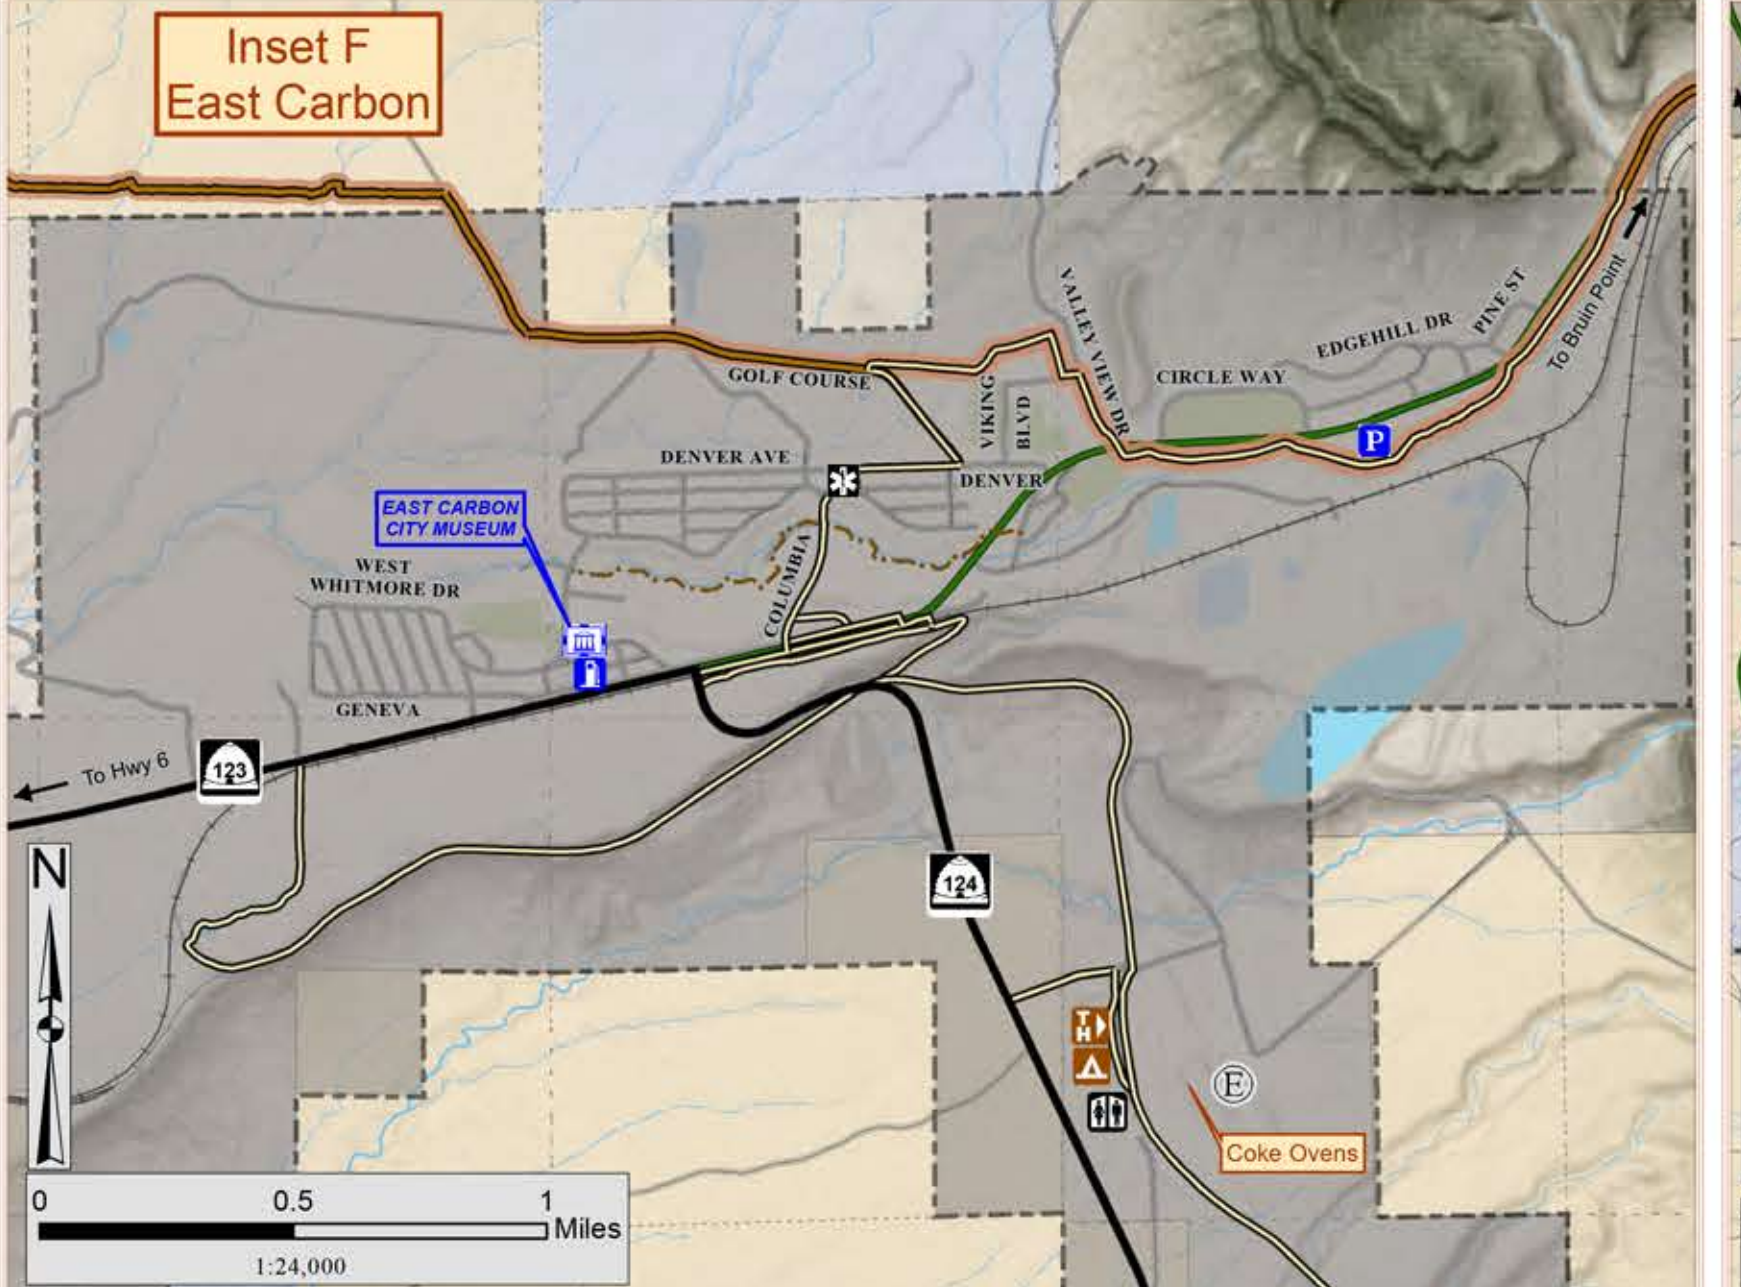 Inset F
East Carbon
VALLEY VIEW DR
PINE ST
To Bruin Point
EDGEHILL DR
CIRCLE WAY
GOLF COURSE
VIKING
BLVD
DENVER AVE
DENVER
P
EAST CARBON
CITY MUSEUM
COLUMBIA
WEST
WHITMORE DR
i
GENEVA
To Hwy 6
123
124
N
T
H
E
Coke Ovens
0 0.5 1
Miles
1:24,000